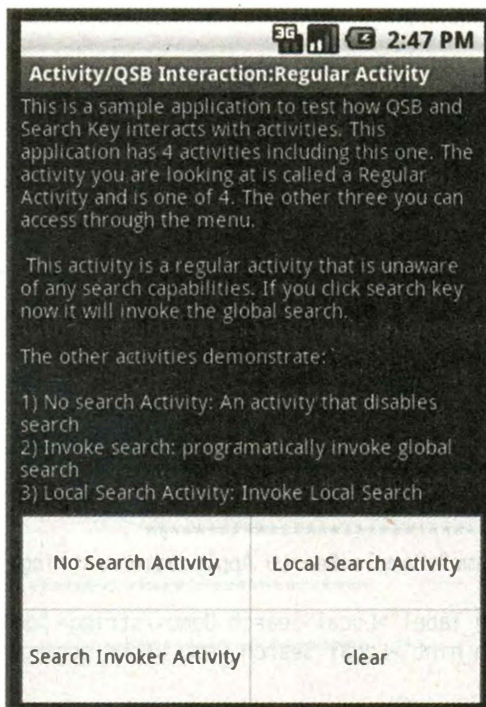 3G 2:47 PM
Activity/QSB Interaction:Regular Activity
This is a sample application to test how QSB and
Search Key interacts with activities. This
application has 4 activities including this one. The
activity you are looking at is called a Regular
Activity and is one of 4. The other three you can
access through the menu.
This activity is a regular activity that is unaware
of any search capabilities. If you click search key
now it will invoke the global search.
The other activities demonstrate:
1) No search Activity: An activity that disables
search
2) Invoke search: programatically invoke global
search
3) Local Search Activity: Invoke Local Search
No Search Activity Local Search Activity
Search Invoker Activity clear